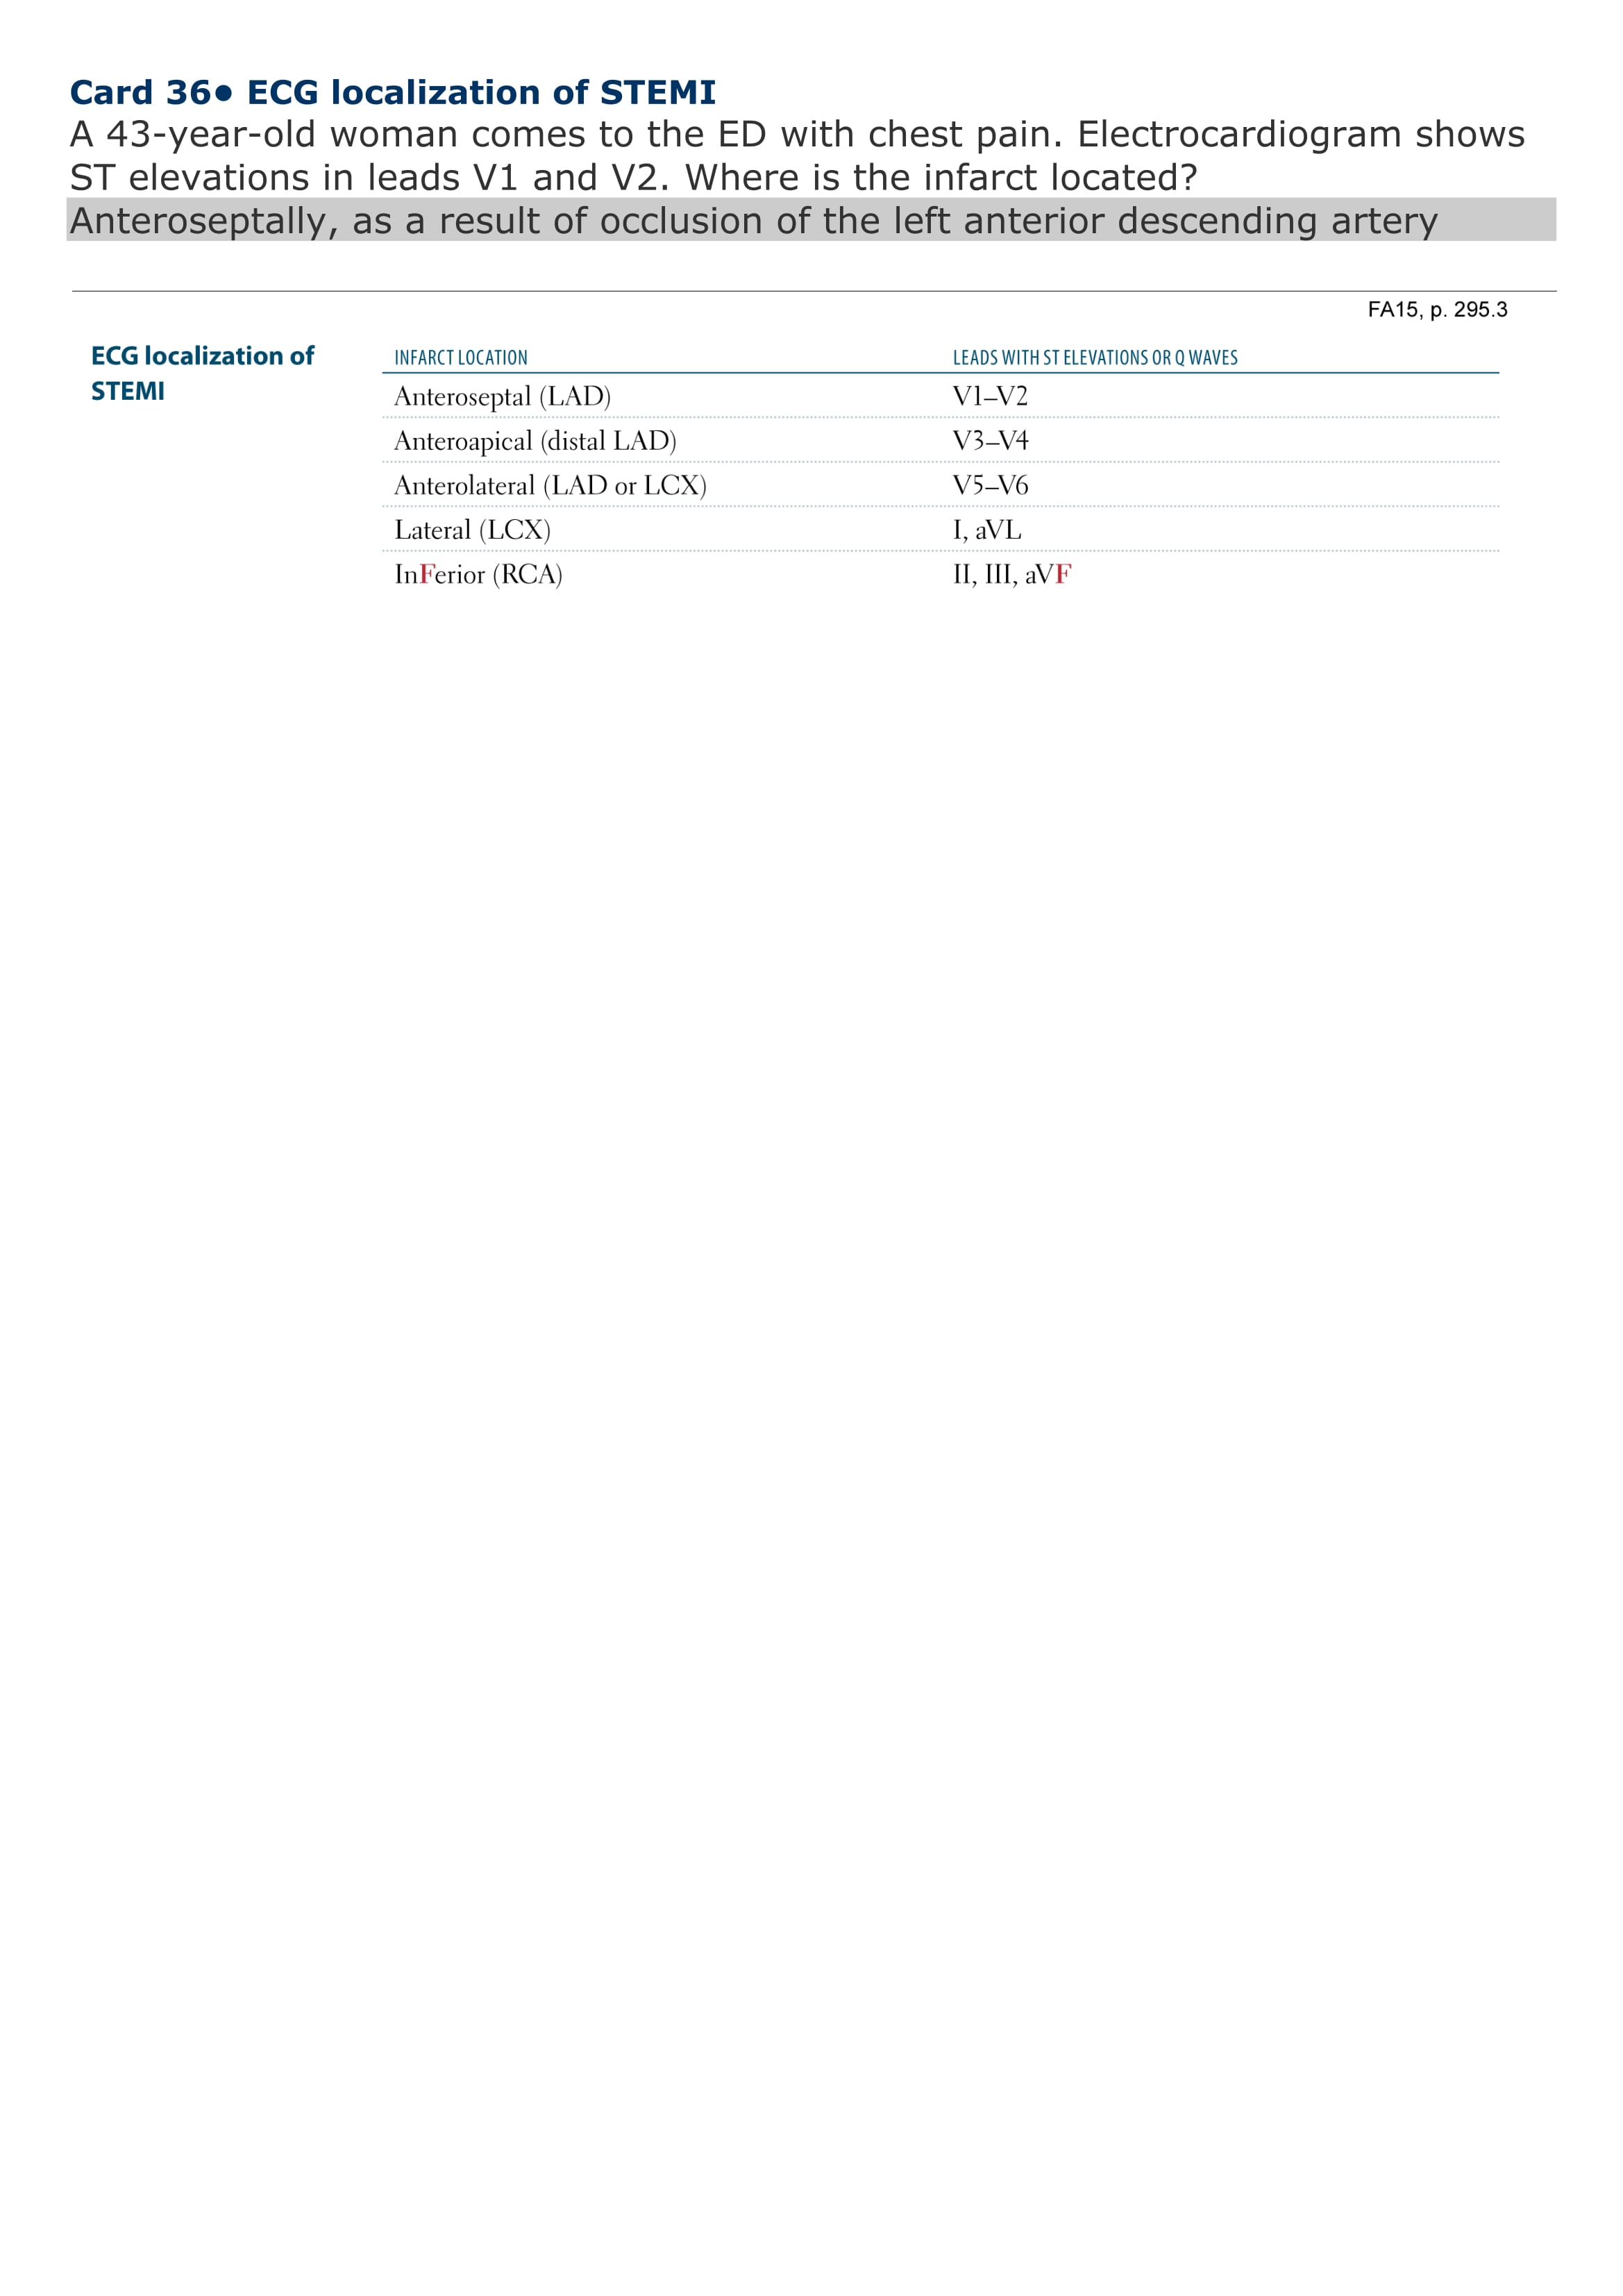 Card 36• ECG localization of STEMI
A 43-year-old woman comes to the ED with chest pain. Electrocardiogram shows
ST elevations in leads V1 and V2. Where is the infarct located?
Anteroseptally, as a result of occlusion of the left anterior descending artery
FA15, p. 295.3
ECG localization of
STEMI
INFARCT LOCATION LEADS WITH ST ELEVATIONS OR Q WAVES
Anteroseptal (LAD) V1–V2
Anteroapical (distal LAD) V3–V4
Anterolateral (LAD or LCX) V5–V6
Lateral (LCX) I, aVL
InFerior (RCA) II, III, aVF